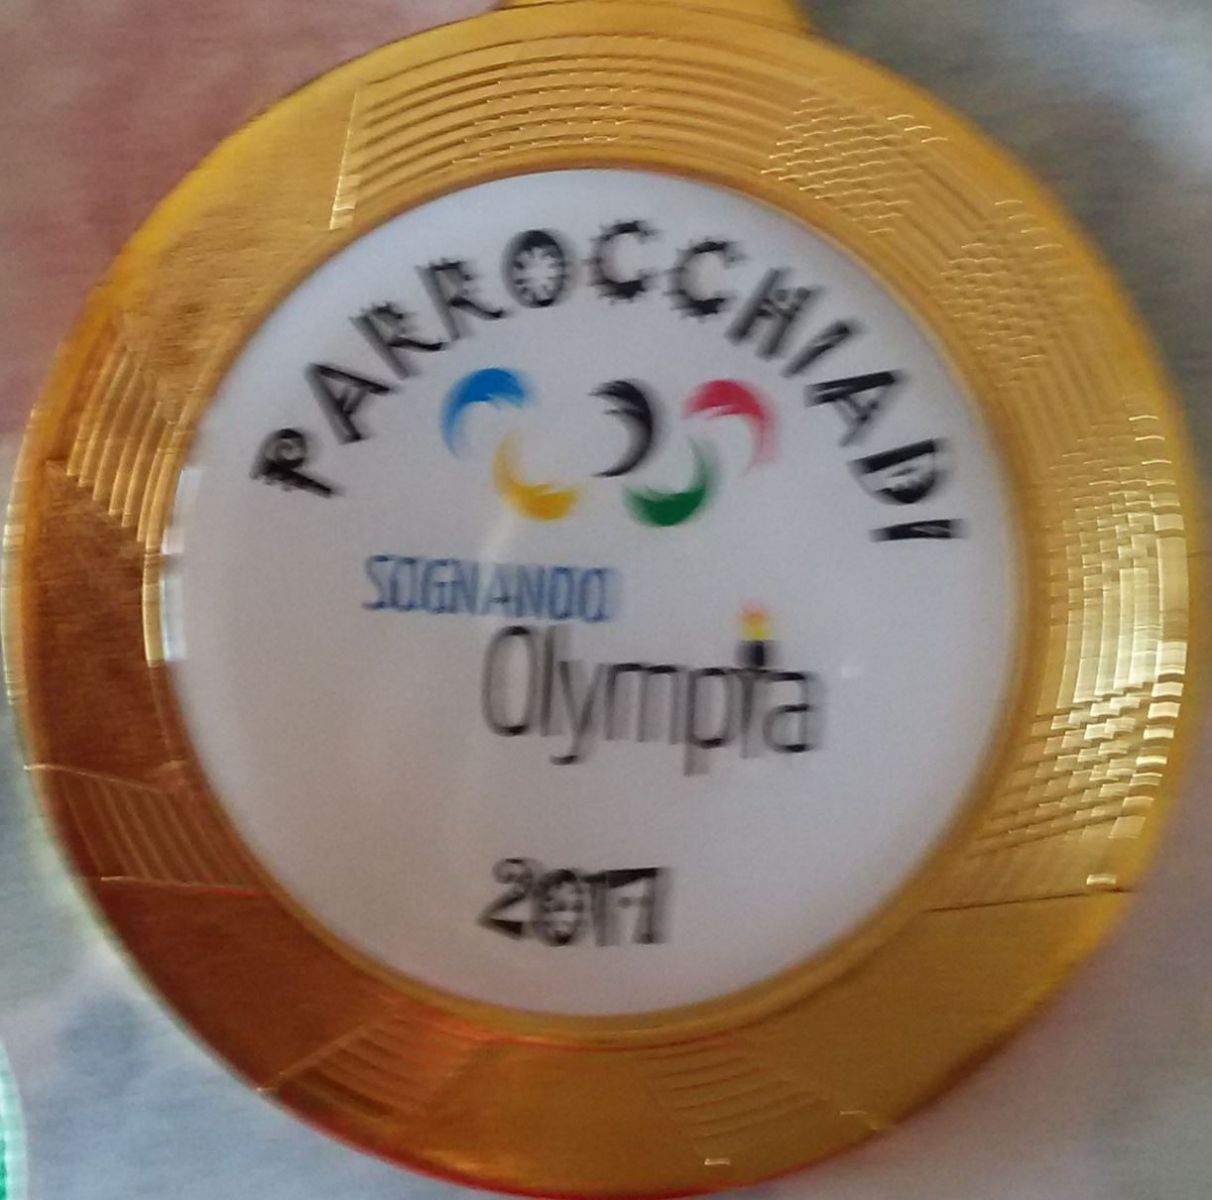 PARROCCHIADI
SOGNANDO
Olympia
2017